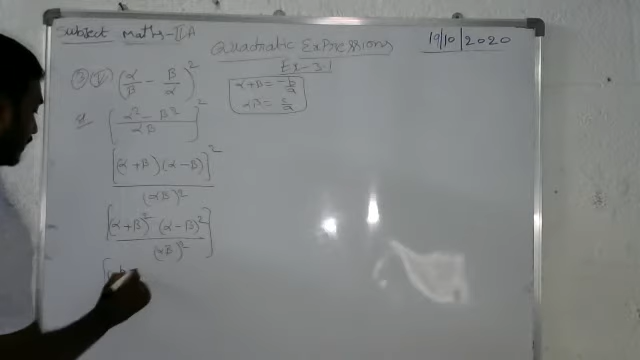 Subject Maths-IIA
Quadratic Expressions
19/10/2020
Ex-3.1
(α/β - β/α)²
α+β = -b/a
αβ = c/a
[α² - β² / αβ]²
[(α+β)(α-β)]² / (αβ)²
[(α+β)² (α-β)² / (αβ)²]